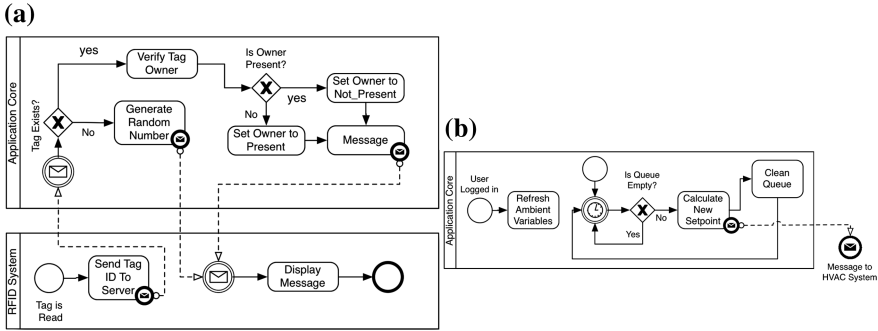 (a)
Application Core
Tag Exists?
yes
No
Verify Tag
Owner
Generate
Random
Number
Is Owner
Present?
yes
No
Set Owner to
Not_Present
Set Owner to
Present
Message
RFID System
Tag is
Read
Send Tag
ID To
Server
Display
Message
(b)
Application Core
User
Logged in
Refresh
Ambient
Variables
Is Queue
Empty?
Yes
No
Calculate
New
Setpoint
Clean
Queue
Message to
HVAC System